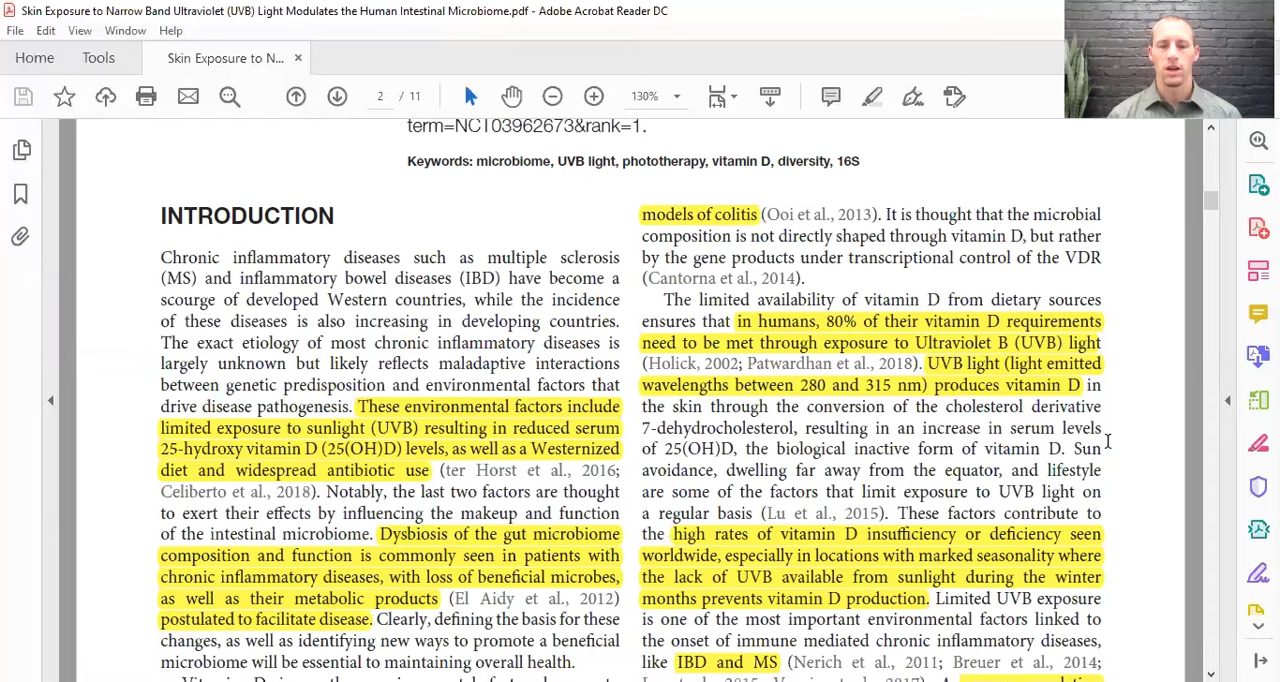 Skin Exposure to Narrow Band Ultraviolet (UVB) Light Modulates the Human Intestinal Microbiome.pdf - Adobe Acrobat Reader DC
File Edit View Window Help
Home Tools Skin Exposure to N... ×
2 / 11 130%
term=NCT03962673&rank=1.
Keywords: microbiome, UVB light, phototherapy, vitamin D, diversity, 16S
INTRODUCTION
Chronic inflammatory diseases such as multiple sclerosis
(MS) and inflammatory bowel diseases (IBD) have become a
scourge of developed Western countries, while the incidence
of these diseases is also increasing in developing countries.
The exact etiology of most chronic inflammatory diseases is
largely unknown but likely reflects maladaptive interactions
between genetic predisposition and environmental factors that
drive disease pathogenesis. These environmental factors include
limited exposure to sunlight (UVB) resulting in reduced serum
25-hydroxy vitamin D (25(OH)D) levels, as well as a Westernized
diet and widespread antibiotic use (ter Horst et al., 2016;
Celiberto et al., 2018). Notably, the last two factors are thought
to exert their effects by influencing the makeup and function
of the intestinal microbiome. Dysbiosis of the gut microbiome
composition and function is commonly seen in patients with
chronic inflammatory diseases, with loss of beneficial microbes,
as well as their metabolic products (El Aidy et al., 2012)
postulated to facilitate disease. Clearly, defining the basis for these
changes, as well as identifying new ways to promote a beneficial
microbiome will be essential to maintaining overall health.
models of colitis (Ooi et al., 2013). It is thought that the microbial
composition is not directly shaped through vitamin D, but rather
by the gene products under transcriptional control of the VDR
(Cantorna et al., 2014).
The limited availability of vitamin D from dietary sources
ensures that in humans, 80% of their vitamin D requirements
need to be met through exposure to Ultraviolet B (UVB) light
(Holick, 2002; Patwardhan et al., 2018). UVB light (light emitted
wavelengths between 280 and 315 nm) produces vitamin D in
the skin through the conversion of the cholesterol derivative
7-dehydrocholesterol, resulting in an increase in serum levels
of 25(OH)D, the biological inactive form of vitamin D. Sun
avoidance, dwelling far away from the equator, and lifestyle
are some of the factors that limit exposure to UVB light on
a regular basis (Lu et al., 2015). These factors contribute to
the high rates of vitamin D insufficiency or deficiency seen
worldwide, especially in locations with marked seasonality where
the lack of UVB available from sunlight during the winter
months prevents vitamin D production. Limited UVB exposure
is one of the most important environmental factors linked to
the onset of immune mediated chronic inflammatory diseases,
like IBD and MS (Nerich et al., 2011; Breuer et al., 2014;